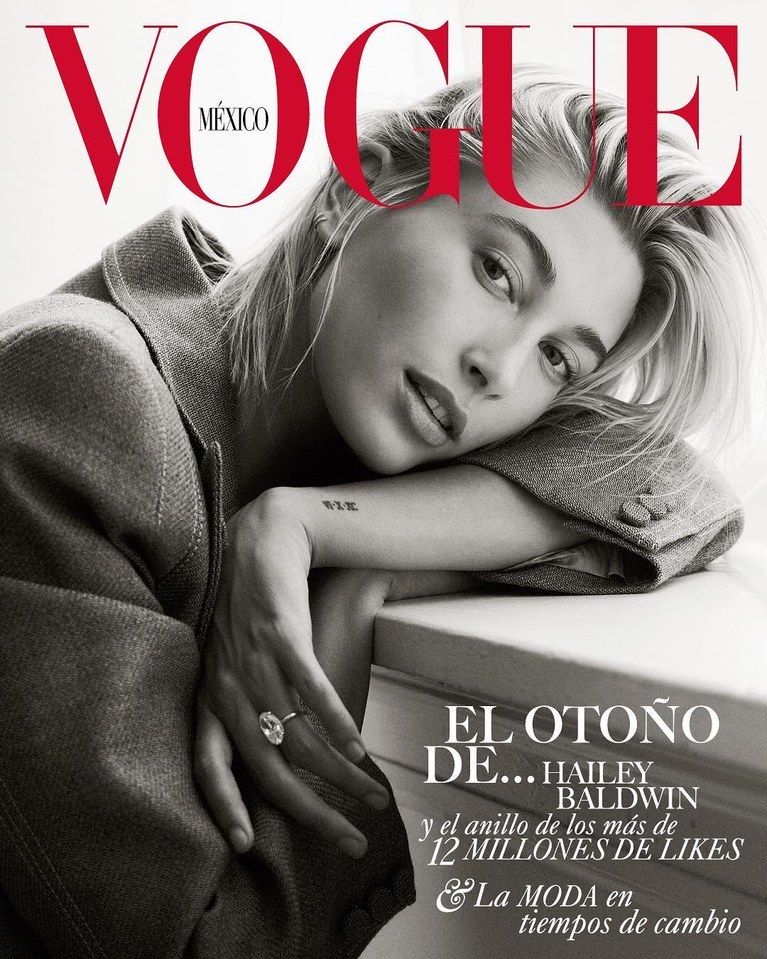 VOGUE
MÉXICO
EL OTOÑO
DE... HAILEY
BALDWIN
y el anillo de los más de
12 MILLONES DE LIKES
& La MODA en
tiempos de cambio